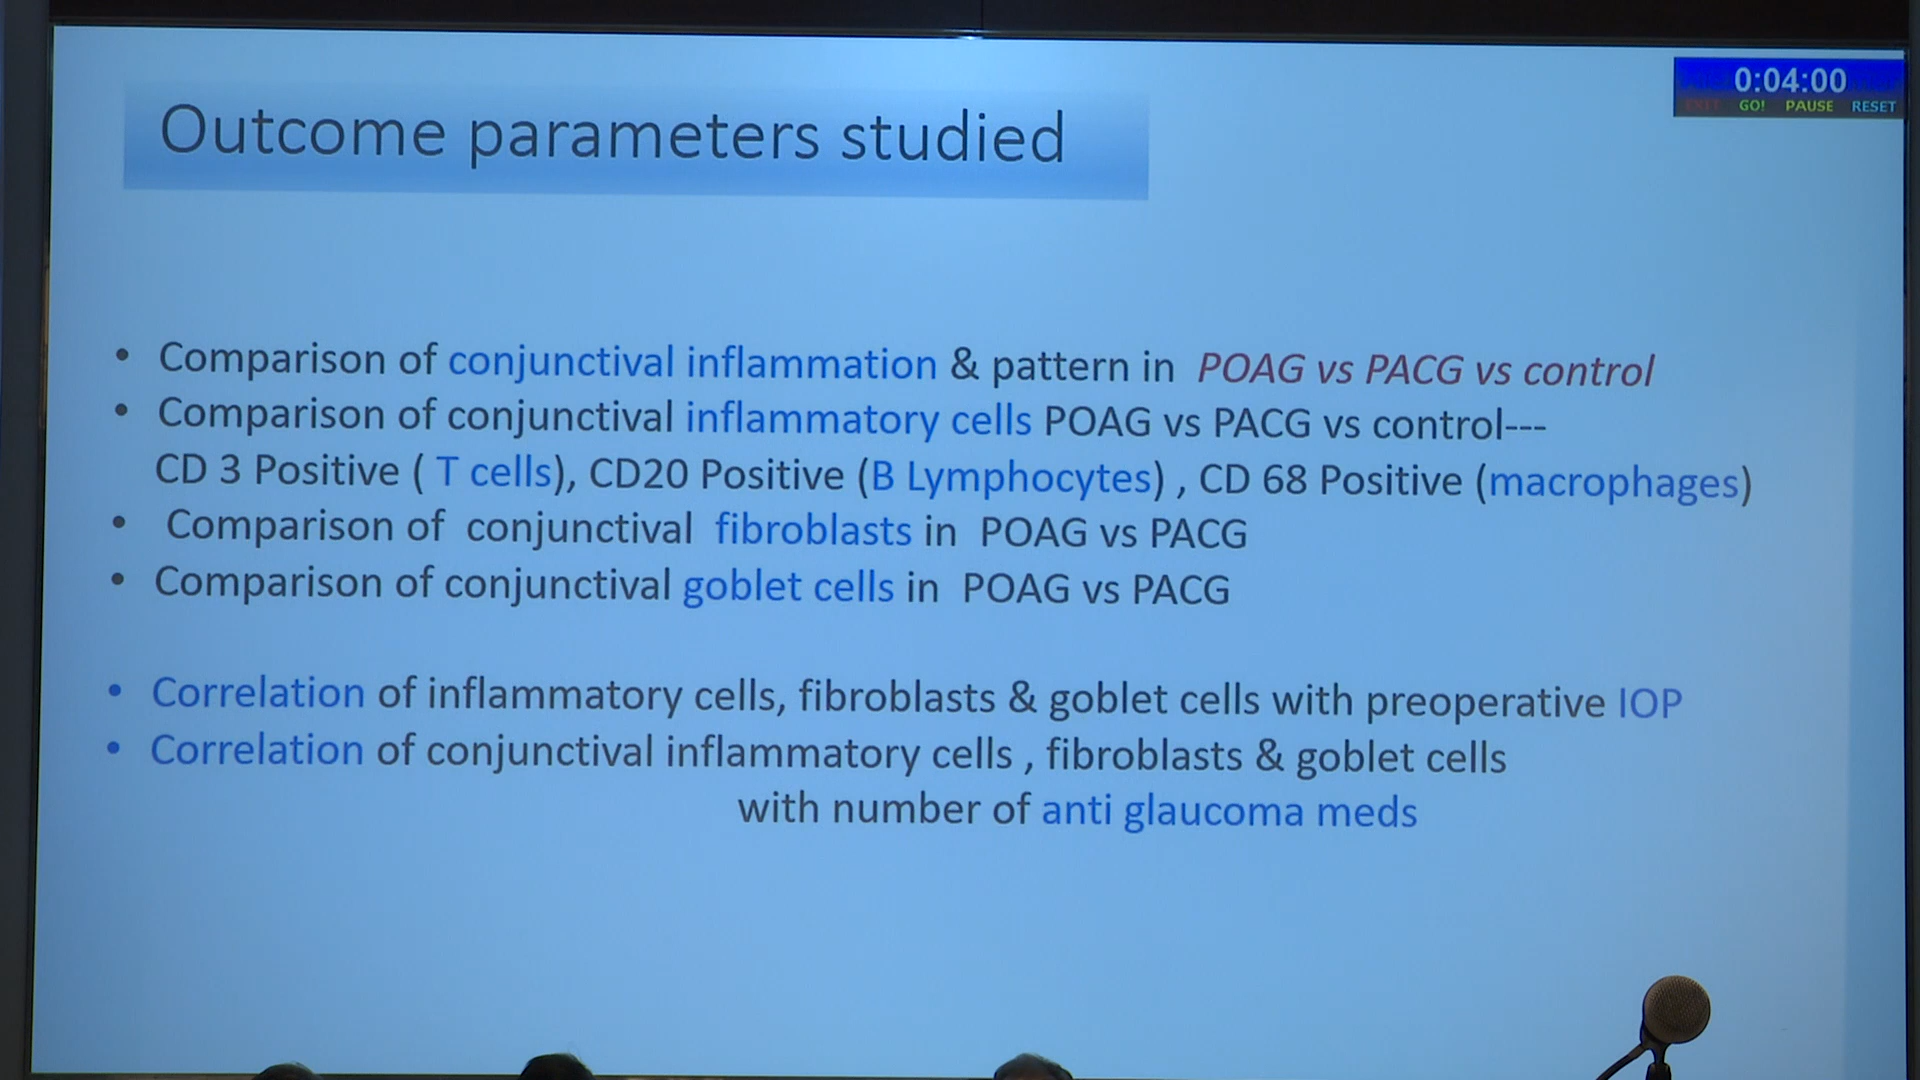 0:04:00
EXIT GO! PAUSE RESET
Outcome parameters studied
• Comparison of conjunctival inflammation & pattern in POAG vs PACG vs control
• Comparison of conjunctival inflammatory cells POAG vs PACG vs control---
CD 3 Positive ( T cells), CD20 Positive (B Lymphocytes) , CD 68 Positive (macrophages)
• Comparison of conjunctival fibroblasts in POAG vs PACG
• Comparison of conjunctival goblet cells in POAG vs PACG
• Correlation of inflammatory cells, fibroblasts & goblet cells with preoperative IOP
• Correlation of conjunctival inflammatory cells , fibroblasts & goblet cells
with number of anti glaucoma meds